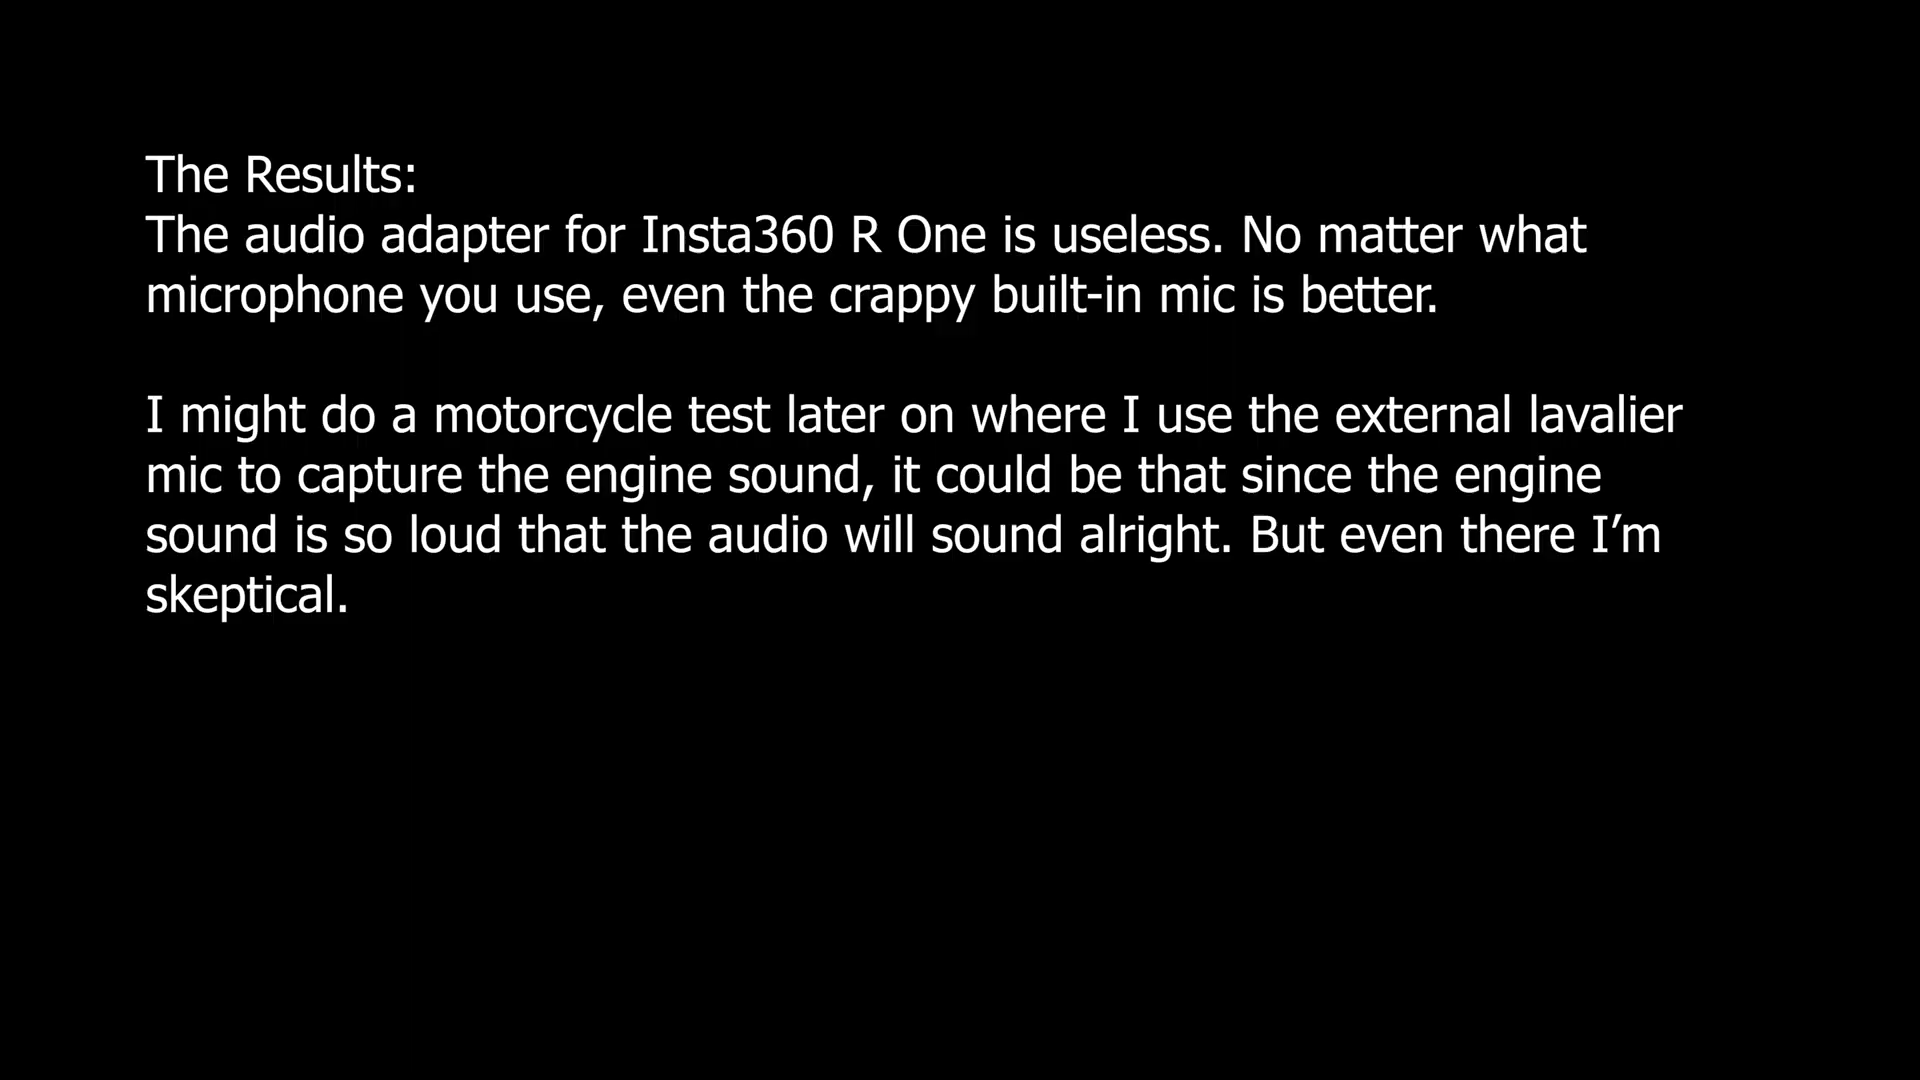 The Results:
The audio adapter for Insta360 R One is useless. No matter what
microphone you use, even the crappy built-in mic is better.
I might do a motorcycle test later on where I use the external lavalier
mic to capture the engine sound, it could be that since the engine
sound is so loud that the audio will sound alright. But even there I’m
skeptical.